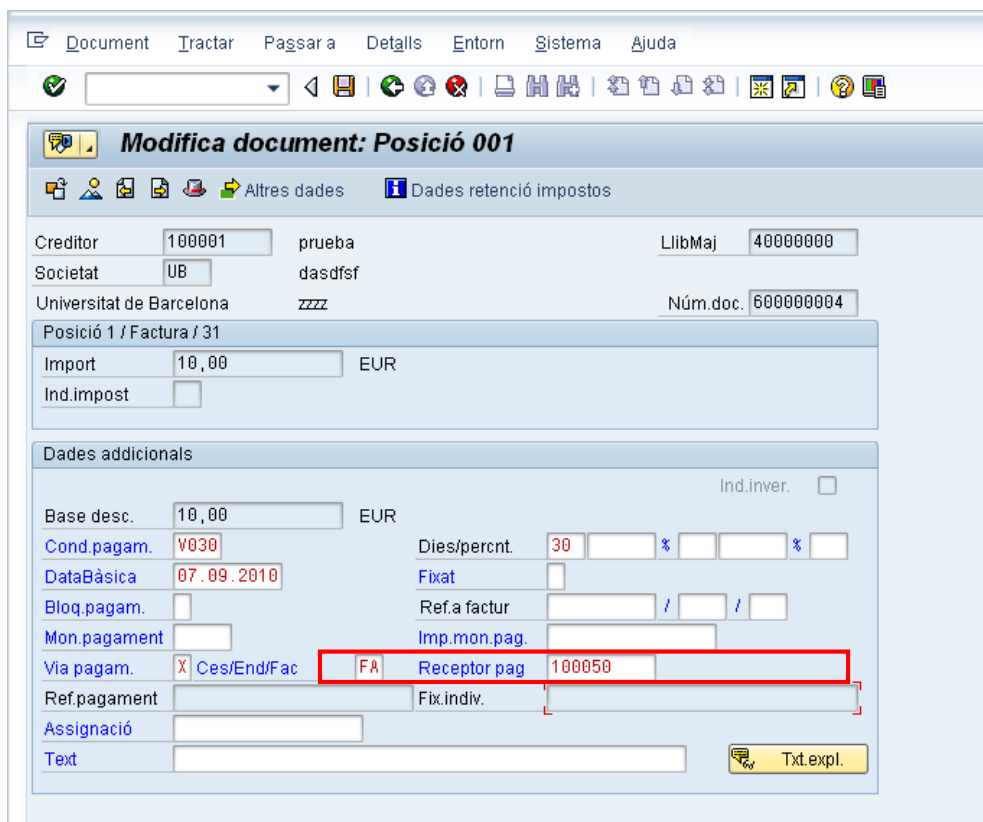 Document Tractar Passar a Detalls Entorn Sistema Ajuda
Modifica document: Posició 001
Altres dades Dades retenció impostos
Creditor 100001 prueba LlibMaj 40000000
Societat UB dasdfsf
Universitat de Barcelona zzzz Núm.doc. 600000004
Posició 1 / Factura / 31
Import 10,00 EUR
Ind.impost
Dades addicionals
Ind.inver.
Base desc. 10,00 EUR
Cond.pagam. V030 Dies/percnt. 30 % %
DataBàsica 07.09.2010 Fixat
Bloq.pagam. Ref.a factur / /
Mon.pagament Imp.mon.pag.
Via pagam. X Ces/End/Fac FA Receptor pag 100050
Ref.pagament Fix.indiv.
Assignació
Text Txt.expl.